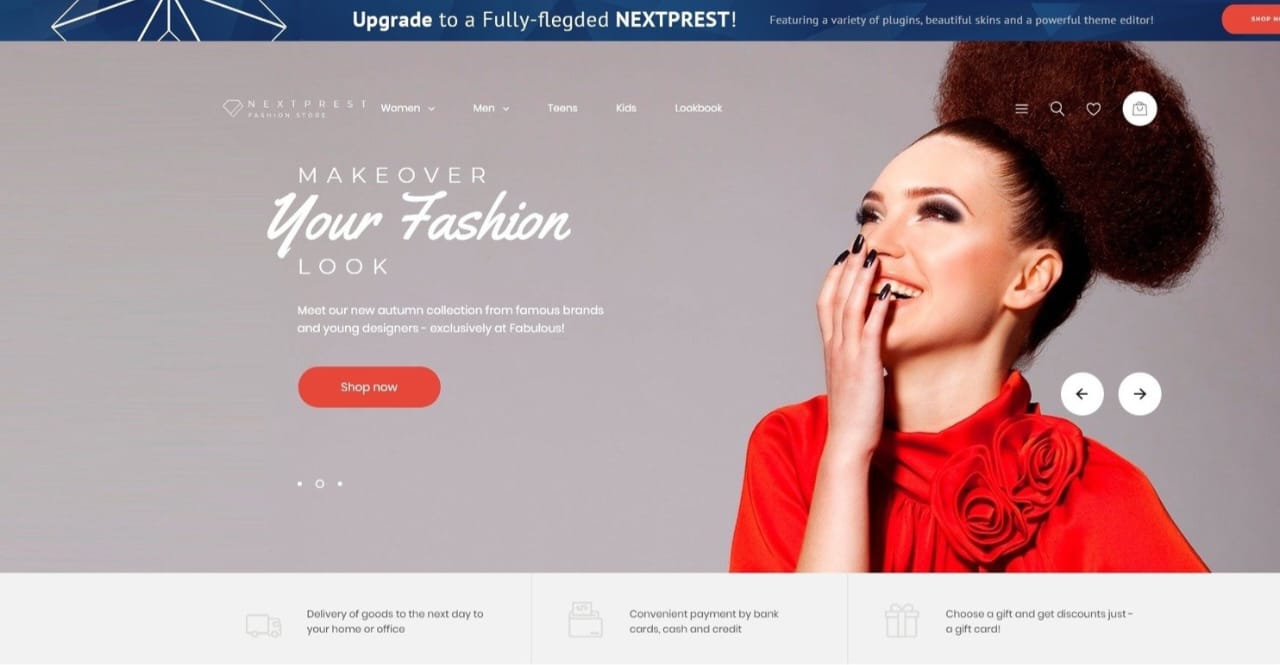 Upgrade to a Fully-flegded NEXTPREST!
Featuring a variety of plugins, beautiful skins and a powerful theme editor!
SHOP
NEXTPREST
FASHION STORE
Women
Men
Teens
Kids
Lookbook
MAKEOVER
Your Fashion
LOOK
Meet our new autumn collection from famous brands
and young designers - exclusively at Fabulous!
Shop now
Delivery of goods to the next day to
your home or office
Convenient payment by bank
cards, cash and credit
Choose a gift and get discounts just -
a gift card!